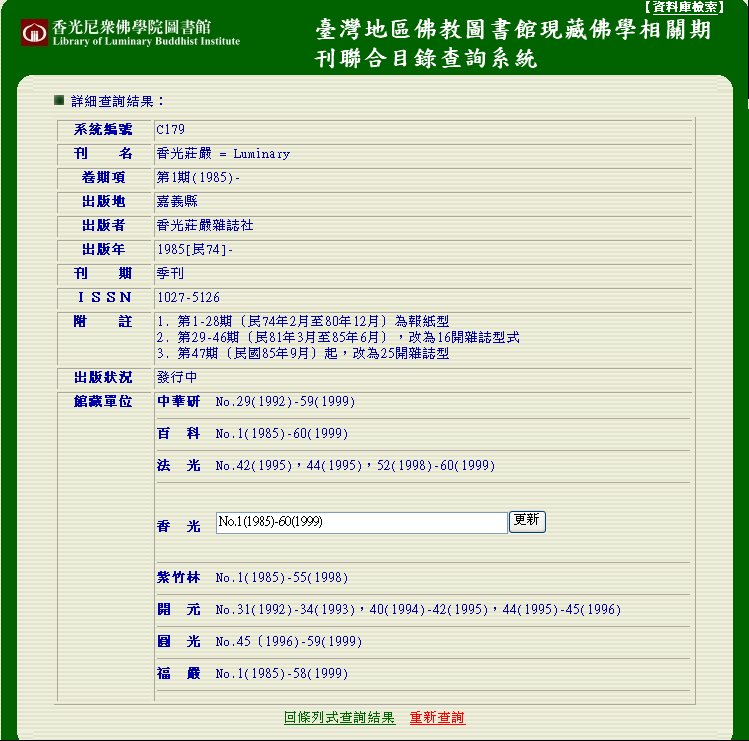 【資料庫檢索】
香光尼眾佛學院圖書館
Library of Luminary Buddhist Institute
臺灣地區佛教圖書館現藏佛學相關期
刊聯合目錄查詢系統
詳細查詢結果：
系統編號 C179
刊　名 香光莊嚴 = Luminary
卷期項 第1期(1985)-
出版地 嘉義縣
出版者 香光莊嚴雜誌社
出版年 1985[民74]-
刊　期 季刊
ＩＳＳＮ 1027-5126
附　註 1. 第1-28期〔民74年2月至80年12月〕為報紙型
2. 第29-46期〔民81年3月至85年6月〕，改為16開雜誌型式
3. 第47期〔民國85年9月〕起，改為25開雜誌型
出版狀況 發行中
館藏單位 中華研 No.29(1992)-59(1999)
百　科 No.1(1985)-60(1999)
法　光 No.42(1995)，44(1995)，52(1998)-60(1999)
香　光 No.1(1985)-60(1999) 更新
紫竹林 No.1(1985)-55(1998)
開　元 No.31(1992)-34(1993)，40(1994)-42(1995)，44(1995)-45(1996)
圓　光 No.45〔1996)-59(1999)
福　嚴 No.1(1985)-58(1999)
回條列式查詢結果 重新查詢